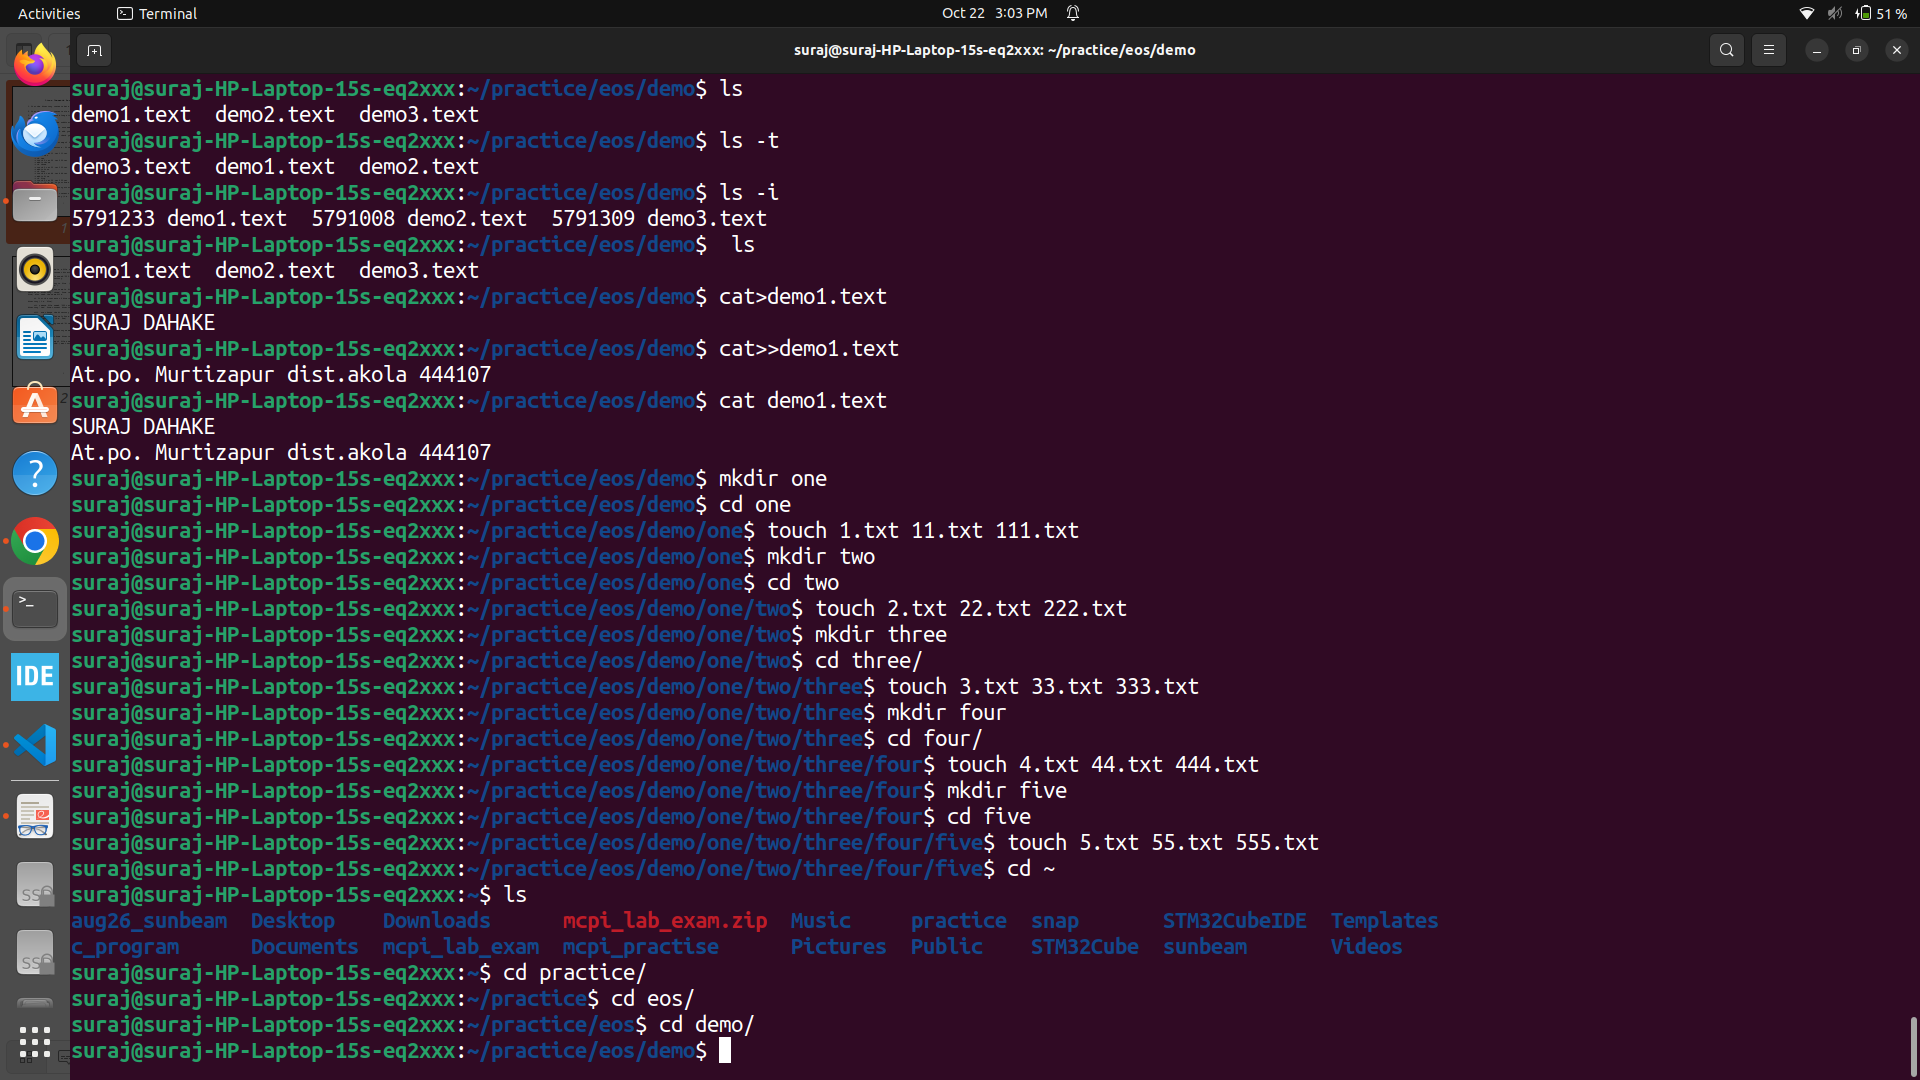 Activities Terminal Oct 22 3:03 PM 51 %
suraj@suraj-HP-Laptop-15s-eq2xxx: ~/practice/eos/demo
suraj@suraj-HP-Laptop-15s-eq2xxx:~/practice/eos/demo$ ls
demo1.text  demo2.text  demo3.text
suraj@suraj-HP-Laptop-15s-eq2xxx:~/practice/eos/demo$ ls -t
demo3.text  demo1.text  demo2.text
suraj@suraj-HP-Laptop-15s-eq2xxx:~/practice/eos/demo$ ls -i
5791233 demo1.text  5791008 demo2.text  5791309 demo3.text
suraj@suraj-HP-Laptop-15s-eq2xxx:~/practice/eos/demo$  ls
demo1.text  demo2.text  demo3.text
suraj@suraj-HP-Laptop-15s-eq2xxx:~/practice/eos/demo$ cat>demo1.text
SURAJ DAHAKE
suraj@suraj-HP-Laptop-15s-eq2xxx:~/practice/eos/demo$ cat>>demo1.text
At.po. Murtizapur dist.akola 444107
suraj@suraj-HP-Laptop-15s-eq2xxx:~/practice/eos/demo$ cat demo1.text
SURAJ DAHAKE
At.po. Murtizapur dist.akola 444107
suraj@suraj-HP-Laptop-15s-eq2xxx:~/practice/eos/demo$ mkdir one
suraj@suraj-HP-Laptop-15s-eq2xxx:~/practice/eos/demo$ cd one
suraj@suraj-HP-Laptop-15s-eq2xxx:~/practice/eos/demo/one$ touch 1.txt 11.txt 111.txt
suraj@suraj-HP-Laptop-15s-eq2xxx:~/practice/eos/demo/one$ mkdir two
suraj@suraj-HP-Laptop-15s-eq2xxx:~/practice/eos/demo/one$ cd two
suraj@suraj-HP-Laptop-15s-eq2xxx:~/practice/eos/demo/one/two$ touch 2.txt 22.txt 222.txt
suraj@suraj-HP-Laptop-15s-eq2xxx:~/practice/eos/demo/one/two$ mkdir three
suraj@suraj-HP-Laptop-15s-eq2xxx:~/practice/eos/demo/one/two$ cd three/
suraj@suraj-HP-Laptop-15s-eq2xxx:~/practice/eos/demo/one/two/three$ touch 3.txt 33.txt 333.txt
suraj@suraj-HP-Laptop-15s-eq2xxx:~/practice/eos/demo/one/two/three$ mkdir four
suraj@suraj-HP-Laptop-15s-eq2xxx:~/practice/eos/demo/one/two/three$ cd four/
suraj@suraj-HP-Laptop-15s-eq2xxx:~/practice/eos/demo/one/two/three/four$ touch 4.txt 44.txt 444.txt
suraj@suraj-HP-Laptop-15s-eq2xxx:~/practice/eos/demo/one/two/three/four$ mkdir five
suraj@suraj-HP-Laptop-15s-eq2xxx:~/practice/eos/demo/one/two/three/four$ cd five
suraj@suraj-HP-Laptop-15s-eq2xxx:~/practice/eos/demo/one/two/three/four/five$ touch 5.txt 55.txt 555.txt
suraj@suraj-HP-Laptop-15s-eq2xxx:~/practice/eos/demo/one/two/three/four/five$ cd ~
suraj@suraj-HP-Laptop-15s-eq2xxx:~$ ls
aug26_sunbeam  Desktop    Downloads      mcpi_lab_exam.zip  Music     practice  snap       STM32CubeIDE  Templates
c_program      Documents  mcpi_lab_exam  mcpi_practise      Pictures  Public    STM32Cube  sunbeam       Videos
suraj@suraj-HP-Laptop-15s-eq2xxx:~$ cd practice/
suraj@suraj-HP-Laptop-15s-eq2xxx:~/practice$ cd eos/
suraj@suraj-HP-Laptop-15s-eq2xxx:~/practice/eos$ cd demo/
suraj@suraj-HP-Laptop-15s-eq2xxx:~/practice/eos/demo$
IDE